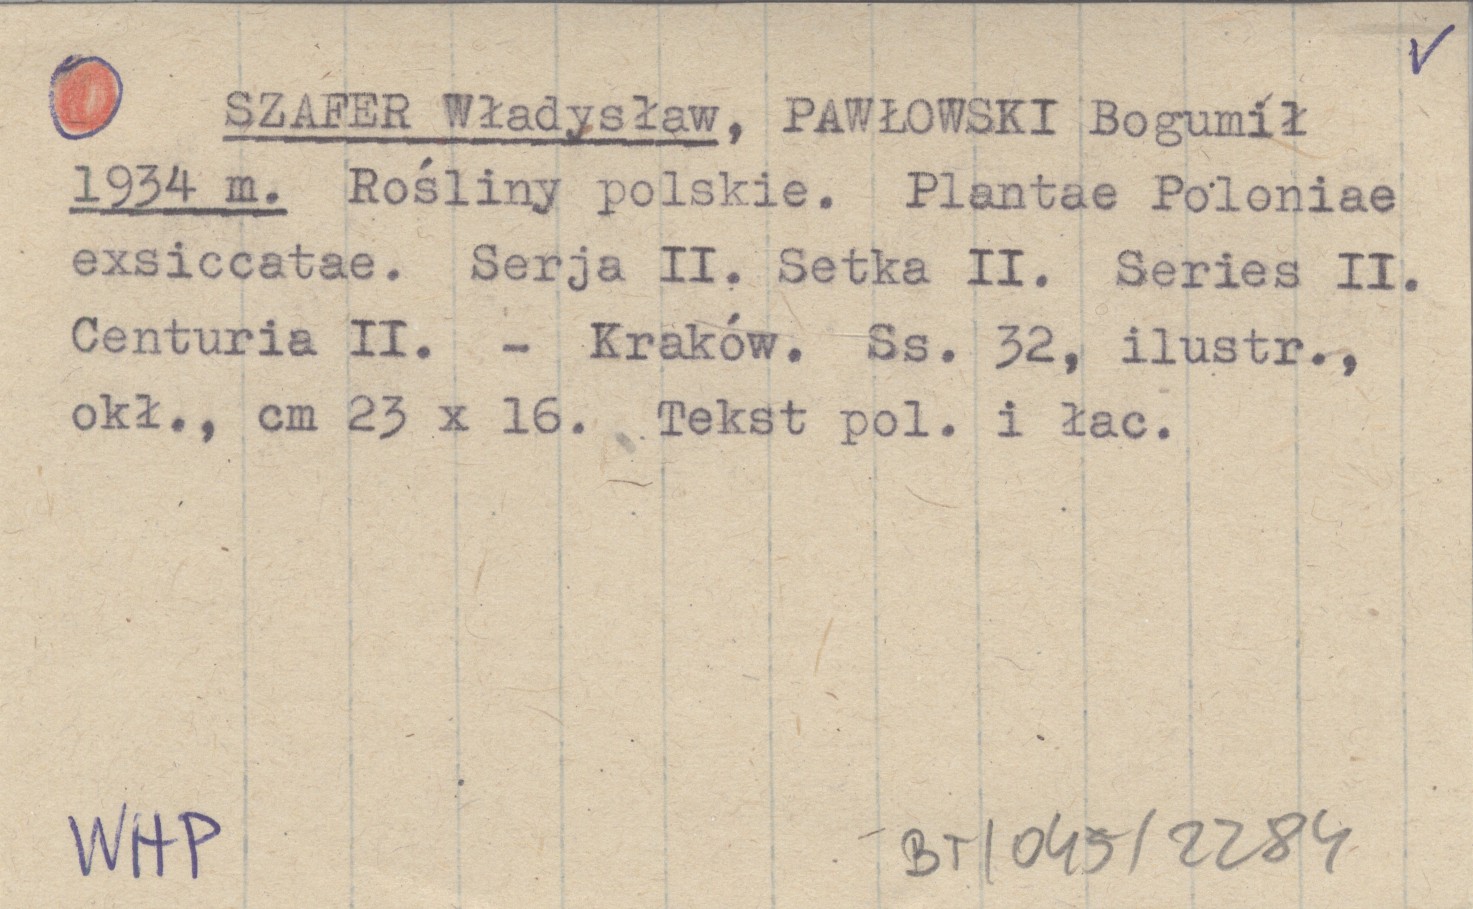 SZAFER Władysław, PAWŁOWSKI Bogumił
1934 m. Rośliny polskie. Plantae Poloniae
exsiccatae. Serja II. Setka II. Series II.
Centuria II. - Kraków. Ss. 32, ilustr.,
okł., cm 23 x 16. Tekst pol. i łac.
WHP
BT/045/2284